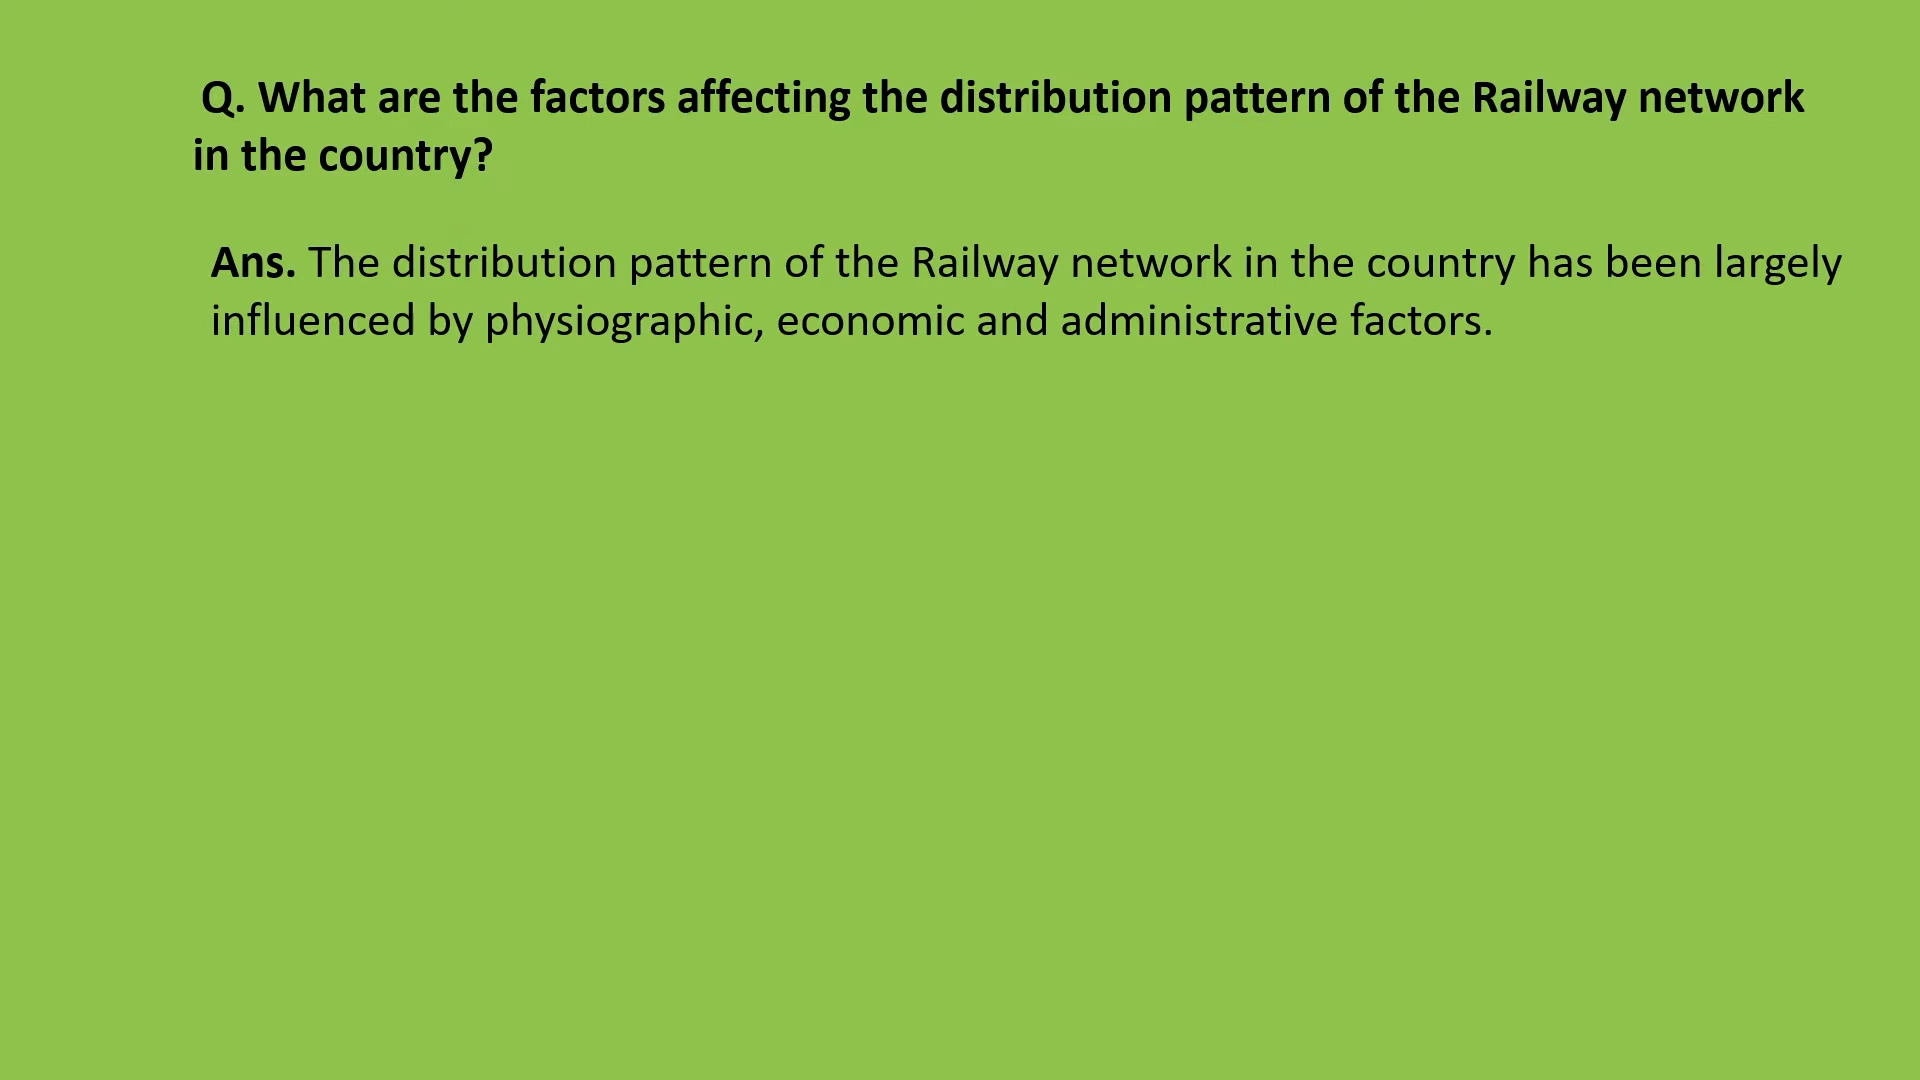 Q. What are the factors affecting the distribution pattern of the Railway network
in the country?
Ans. The distribution pattern of the Railway network in the country has been largely
influenced by physiographic, economic and administrative factors.